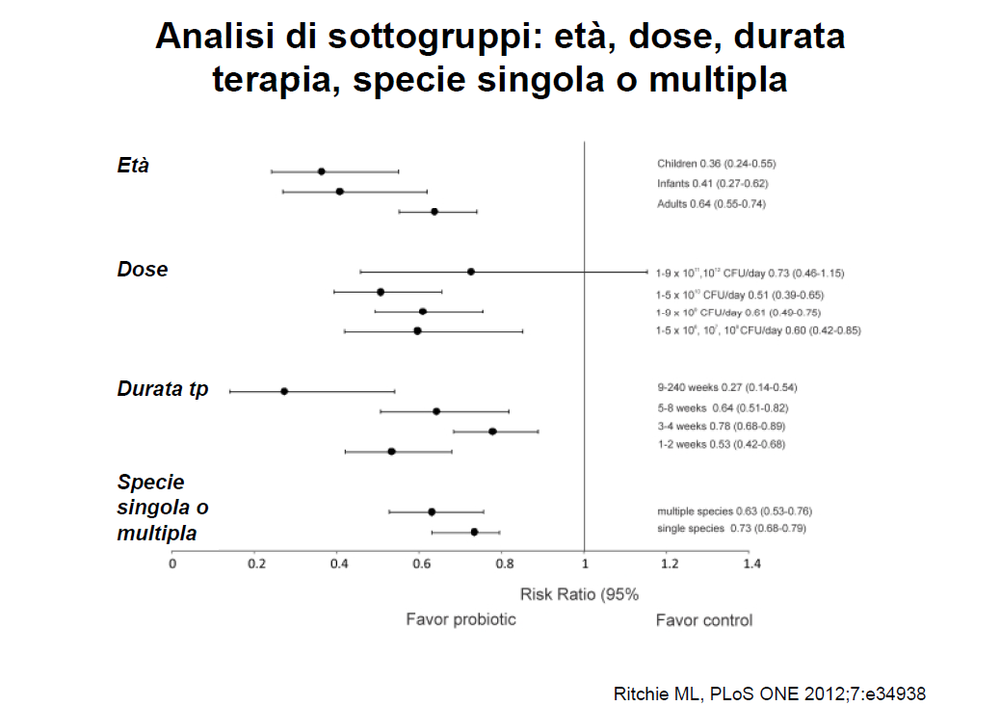 Analisi di sottogruppi: età, dose, durata
terapia, specie singola o multipla
Età
Children 0.36 (0.24-0.55)
Infants 0.41 (0.27-0.62)
Adults 0.64 (0.55-0.74)
Dose
1-9 x 10¹¹,10¹² CFU/day 0.73 (0.46-1.15)
1-5 x 10¹⁰ CFU/day 0.51 (0.39-0.65)
1-9 x 10⁹ CFU/day 0.61 (0.49-0.75)
1-5 x 10⁶, 10⁷, 10⁸ CFU/day 0.60 (0.42-0.85)
Durata tp
9-240 weeks 0.27 (0.14-0.54)
5-8 weeks 0.64 (0.51-0.82)
3-4 weeks 0.78 (0.68-0.89)
1-2 weeks 0.53 (0.42-0.68)
Specie
singola o
multipla
multiple species 0.63 (0.53-0.76)
single species 0.73 (0.68-0.79)
0 0.2 0.4 0.6 0.8 1 1.2 1.4
Risk Ratio (95%
Favor probiotic Favor control
Ritchie ML, PLoS ONE 2012;7:e34938